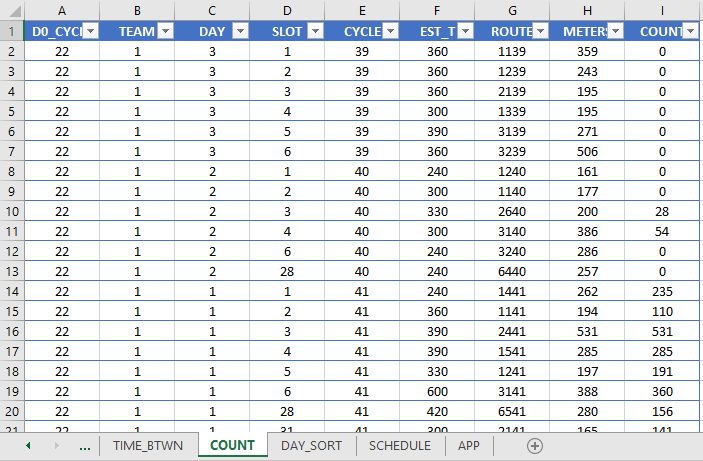 A B C D E F G H I
1 D0_CYCL TEAM DAY SLOT CYCLE EST_T ROUTE METERS COUNT
2 22 1 3 1 39 360 1139 359 0
3 22 1 3 2 39 360 1239 243 0
4 22 1 3 3 39 360 2139 195 0
5 22 1 3 4 39 300 1339 195 0
6 22 1 3 5 39 390 3139 271 0
7 22 1 3 6 39 360 3239 506 0
8 22 1 2 1 40 240 1240 161 0
9 22 1 2 2 40 300 1140 177 0
10 22 1 2 3 40 330 2640 200 28
11 22 1 2 4 40 300 3140 386 54
12 22 1 2 6 40 240 3240 286 0
13 22 1 2 28 40 240 6440 257 0
14 22 1 1 1 41 240 1441 262 235
15 22 1 1 2 41 360 1141 194 110
16 22 1 1 3 41 390 2441 531 531
17 22 1 1 4 41 390 1541 285 285
18 22 1 1 5 41 330 1241 197 191
19 22 1 1 6 41 600 3141 388 360
20 22 1 1 28 41 420 6541 280 156
21 22 1 1 31 41 300 2141 165 141
... TIME_BTWN COUNT DAY_SORT SCHEDULE APP